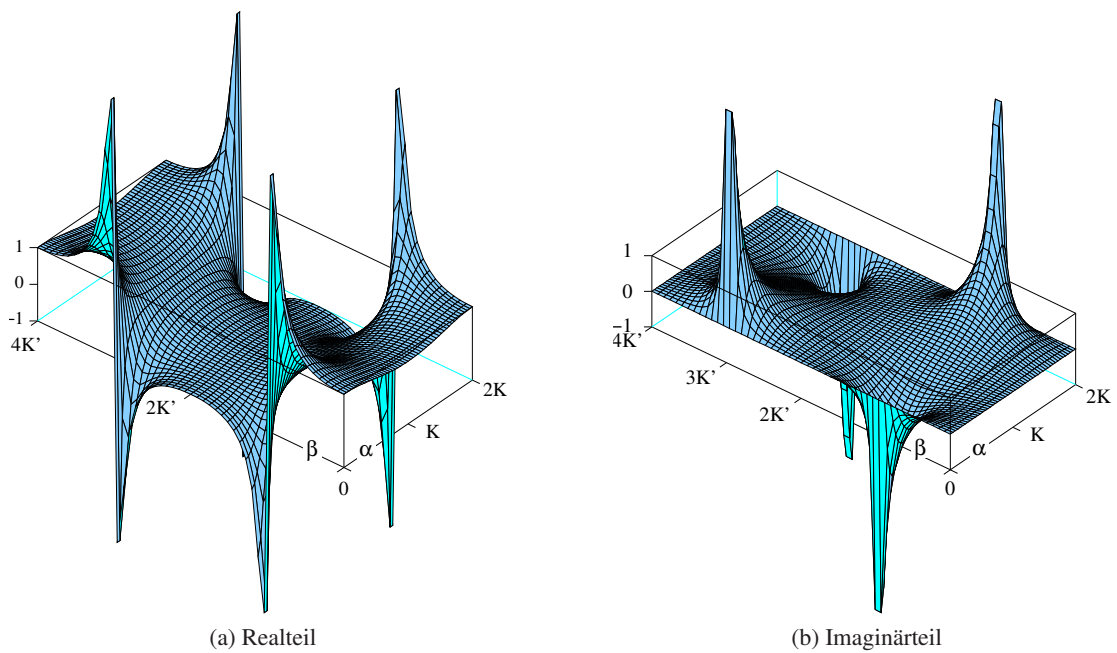 1
0
−1
4K'
2K'
β
α
0
K
2K
(a) Realteil
1
0
−1
4K'
3K'
2K'
β
α
0
K
2K
(b) Imaginärteil